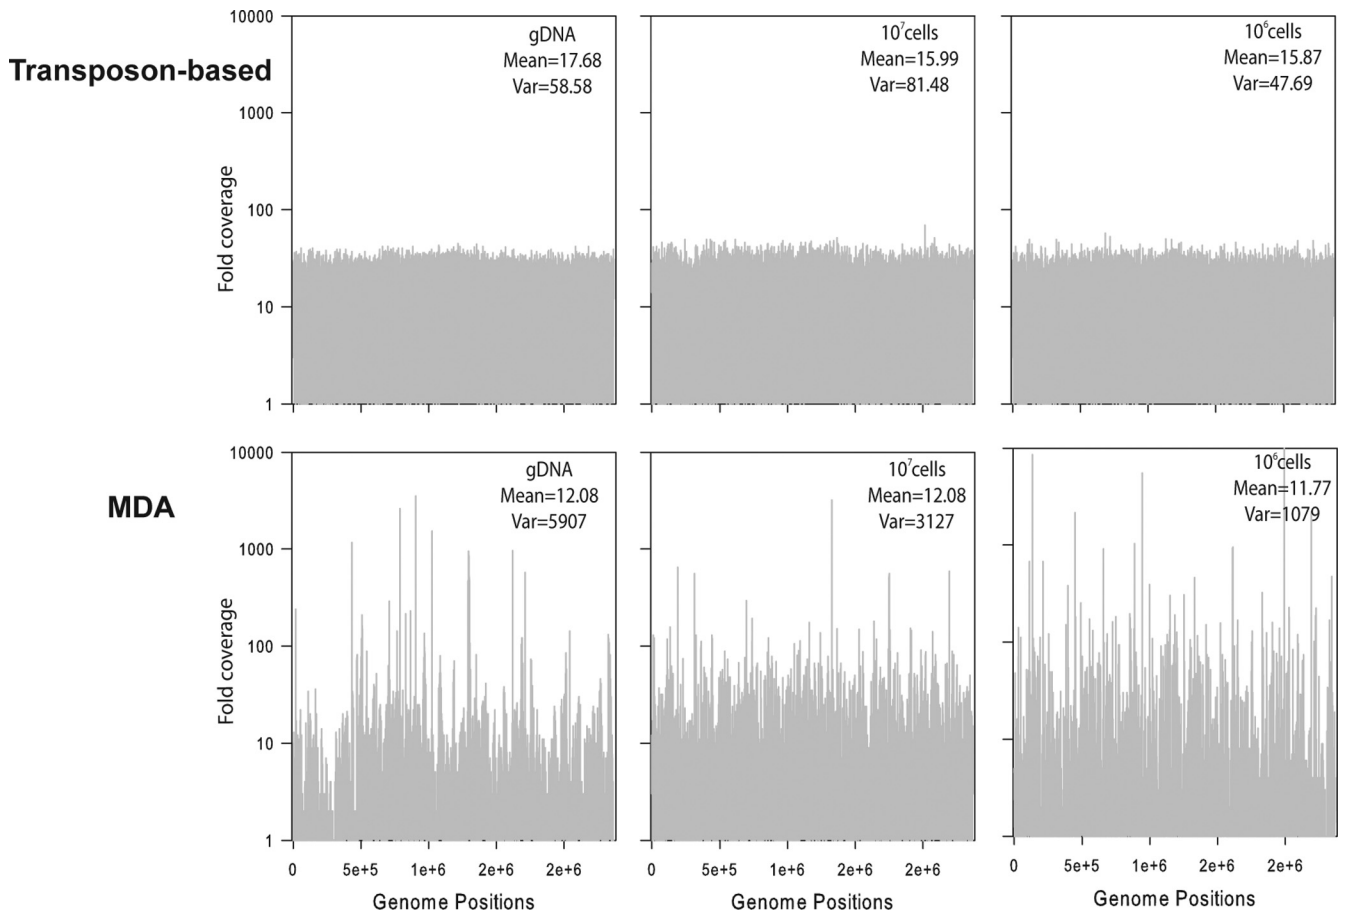 Transposon-based
Fold coverage
10000
1000
100
10
1
gDNA
Mean=17.68
Var=58.58
10⁷cells
Mean=15.99
Var=81.48
10⁶cells
Mean=15.87
Var=47.69
MDA
Fold coverage
10000
1000
100
10
1
gDNA
Mean=12.08
Var=5907
10⁷cells
Mean=12.08
Var=3127
10⁶cells
Mean=11.77
Var=1079
0 5e+5 1e+6 2e+6 2e+6
Genome Positions
0 5e+5 1e+6 2e+6 2e+6
Genome Positions
0 5e+5 1e+6 2e+6 2e+6
Genome Positions